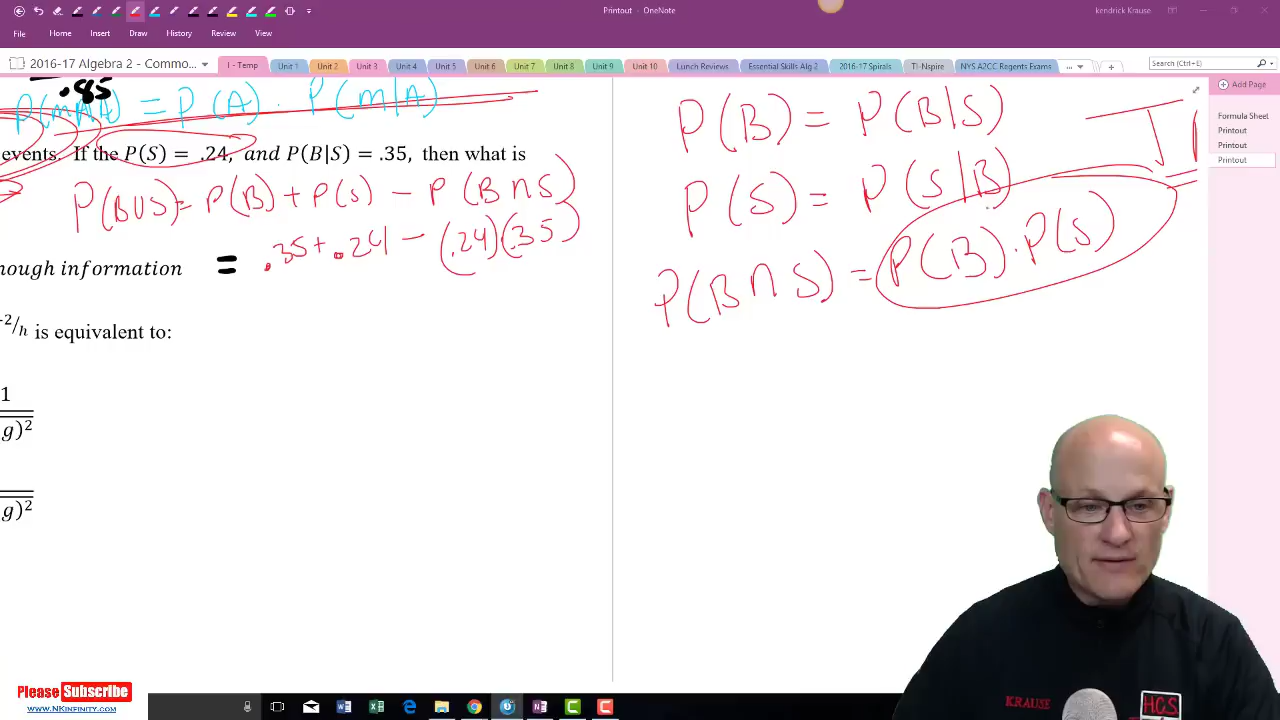 Printout - OneNote
kendrick Krause
File Home Insert Draw History Review View
2016-17 Algebra 2 - Commo... I - Temp Unit 1 Unit 2 Unit 3 Unit 4 Unit 5 Unit 6 Unit 7 Unit 8 Unit 9 Unit 10 Lunch Reviews Essential Skills Alg-2 2016-17 Spirals TI-Nspire NYS A2CC Regents Exams ... + Search (Ctrl+E)
Add Page
Formula Sheet
Printout
Printout
Printout
.85
P(m∩A) = P(A) · P(m|A)
events. If the P(S) = .24, and P(B|S) = .35, then what is
P(B∪S) = P(B) + P(S) − P(B∩S)
= .35 + .24 − (.24)(.35)
nough information
-2/h is equivalent to:
1
g)²
g)²
P(B) = P(B|S)
P(S) = P(S|B)
P(B∩S) = P(B)·P(S)
KRAUSE
HCS
Please Subscribe
www.NKinfinity.com